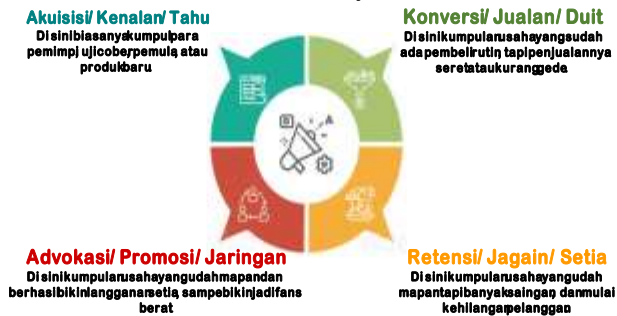 Akuisisi/ Kenalan/ Tahu
Di sini biasanya kumpul para
pemimpi, uji coba, pemula, atau
produk baru.
Konversi/ Jualan/ Duit
Di sini kumpulan usaha yang sudah
ada pembeli rutin, tapi penjualannya
seret atau kurang gede.
Advokasi/ Promosi/ Jaringan
Di sini kumpulan usaha yang udah mapan dan
berhasil bikin langganan setia, sampe bikin jadi fans
berat.
Retensi/ Jagain/ Setia
Di sini kumpulan usaha yang udah
mapan tapi banyak saingan, dan mulai
kehilangan pelanggan.